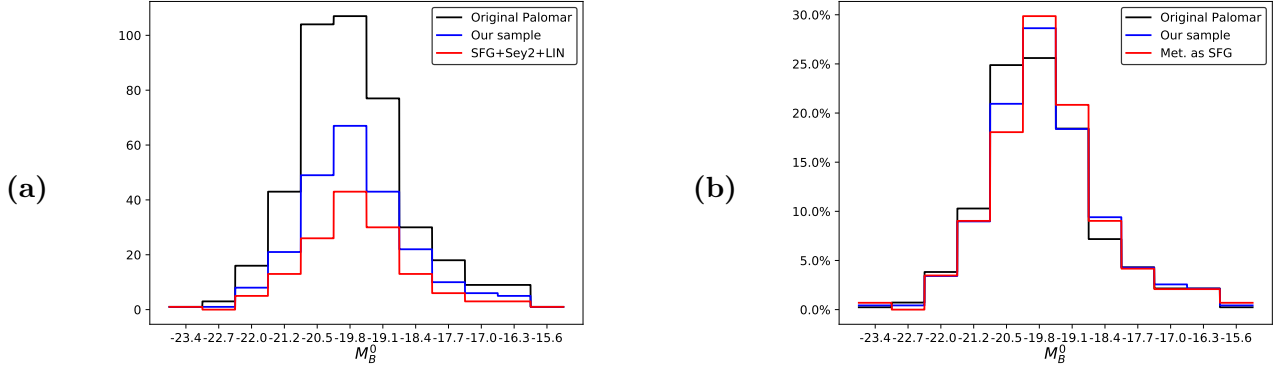 (a)
100
80
60
40
20
0
Original Palomar
Our sample
SFG+Sey2+LIN
-23.4 -22.7 -22.0 -21.2 -20.5 -19.8 -19.1 -18.4 -17.7 -17.0 -16.3 -15.6
M_B^0
(b)
30.0%
25.0%
20.0%
15.0%
10.0%
5.0%
0.0%
Original Palomar
Our sample
Met. as SFG
-23.4 -22.7 -22.0 -21.2 -20.5 -19.8 -19.1 -18.4 -17.7 -17.0 -16.3 -15.6
M_B^0